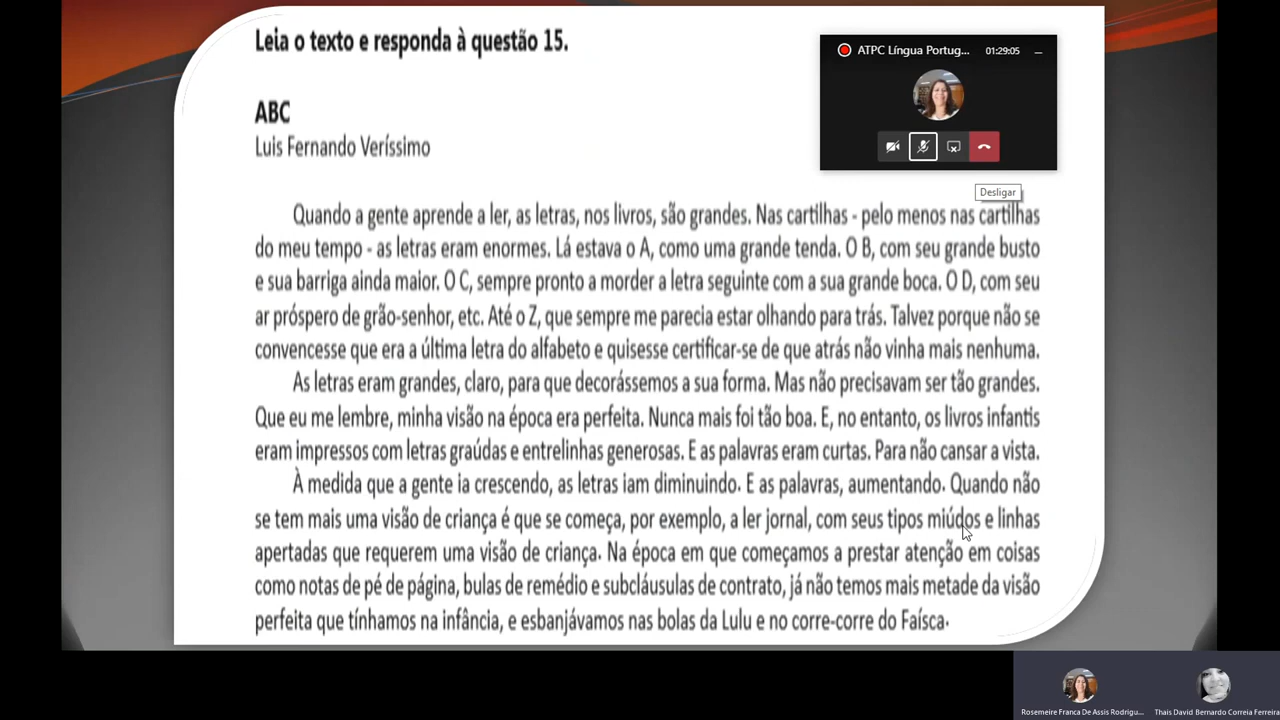 Leia o texto e responda à questão 15.
ATPC Língua Portug...
01:29:05
Desligar
ABC
Luis Fernando Veríssimo
Quando a gente aprende a ler, as letras, nos livros, são grandes. Nas cartilhas - pelo menos nas cartilhas
do meu tempo - as letras eram enormes. Lá estava o A, como uma grande tenda. O B, com seu grande busto
e sua barriga ainda maior. O C, sempre pronto a morder a letra seguinte com a sua grande boca. O D, com seu
ar próspero de grão-senhor, etc. Até o Z, que sempre me parecia estar olhando para trás. Talvez porque não se
convencesse que era a última letra do alfabeto e quisesse certificar-se de que atrás não vinha mais nenhuma.
As letras eram grandes, claro, para que decorássemos a sua forma. Mas não precisavam ser tão grandes.
Que eu me lembre, minha visão na época era perfeita. Nunca mais foi tão boa. E, no entanto, os livros infantis
eram impressos com letras graúdas e entrelinhas generosas. E as palavras eram curtas. Para não cansar a vista.
À medida que a gente ia crescendo, as letras iam diminuindo. E as palavras, aumentando. Quando não
se tem mais uma visão de criança é que se começa, por exemplo, a ler jornal, com seus tipos miúdos e linhas
apertadas que requerem uma visão de criança. Na época em que começamos a prestar atenção em coisas
como notas de pé de página, bulas de remédio e subcláusulas de contrato, já não temos mais metade da visão
perfeita que tínhamos na infância, e esbanjávamos nas bolas da Lulu e no corre-corre do Faísca.
Rosemeire Franca De Assis Rodrigu...
Thais David Bernardo Correia Ferreira